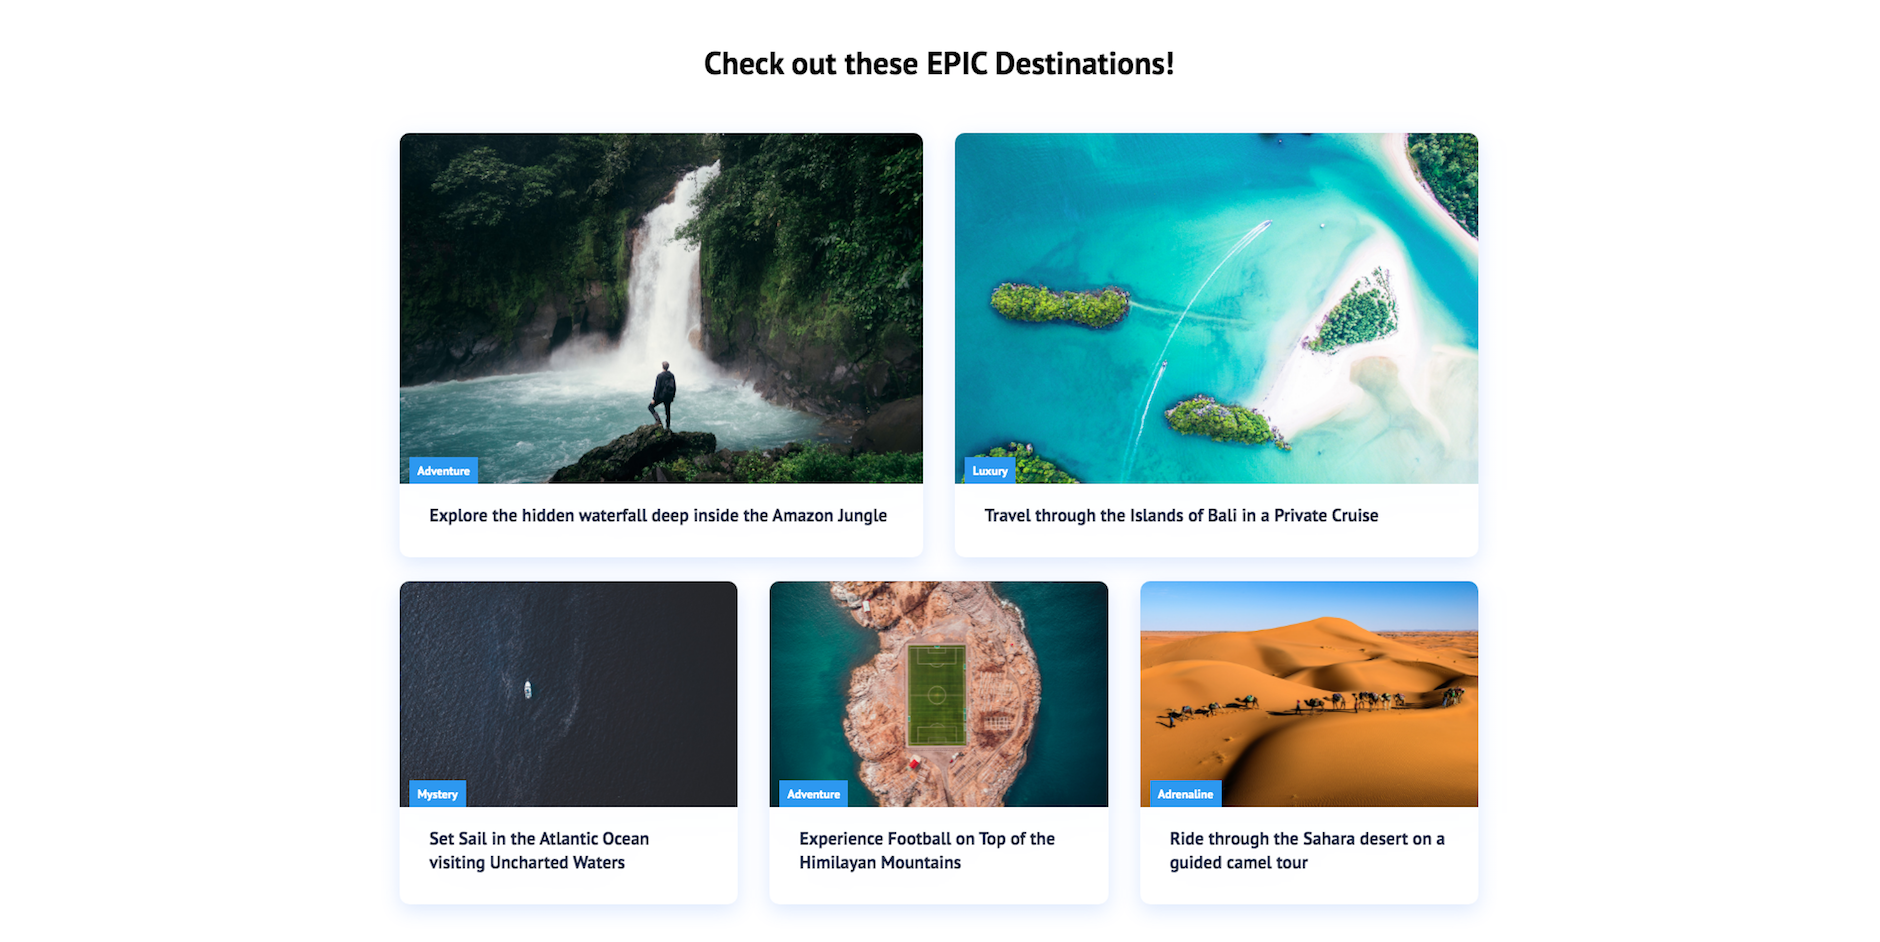 Check out these EPIC Destinations!
Adventure
Explore the hidden waterfall deep inside the Amazon Jungle
Luxury
Travel through the Islands of Bali in a Private Cruise
Mystery
Set Sail in the Atlantic Ocean
visiting Uncharted Waters
Adventure
Experience Football on Top of the
Himilayan Mountains
Adrenaline
Ride through the Sahara desert on a
guided camel tour